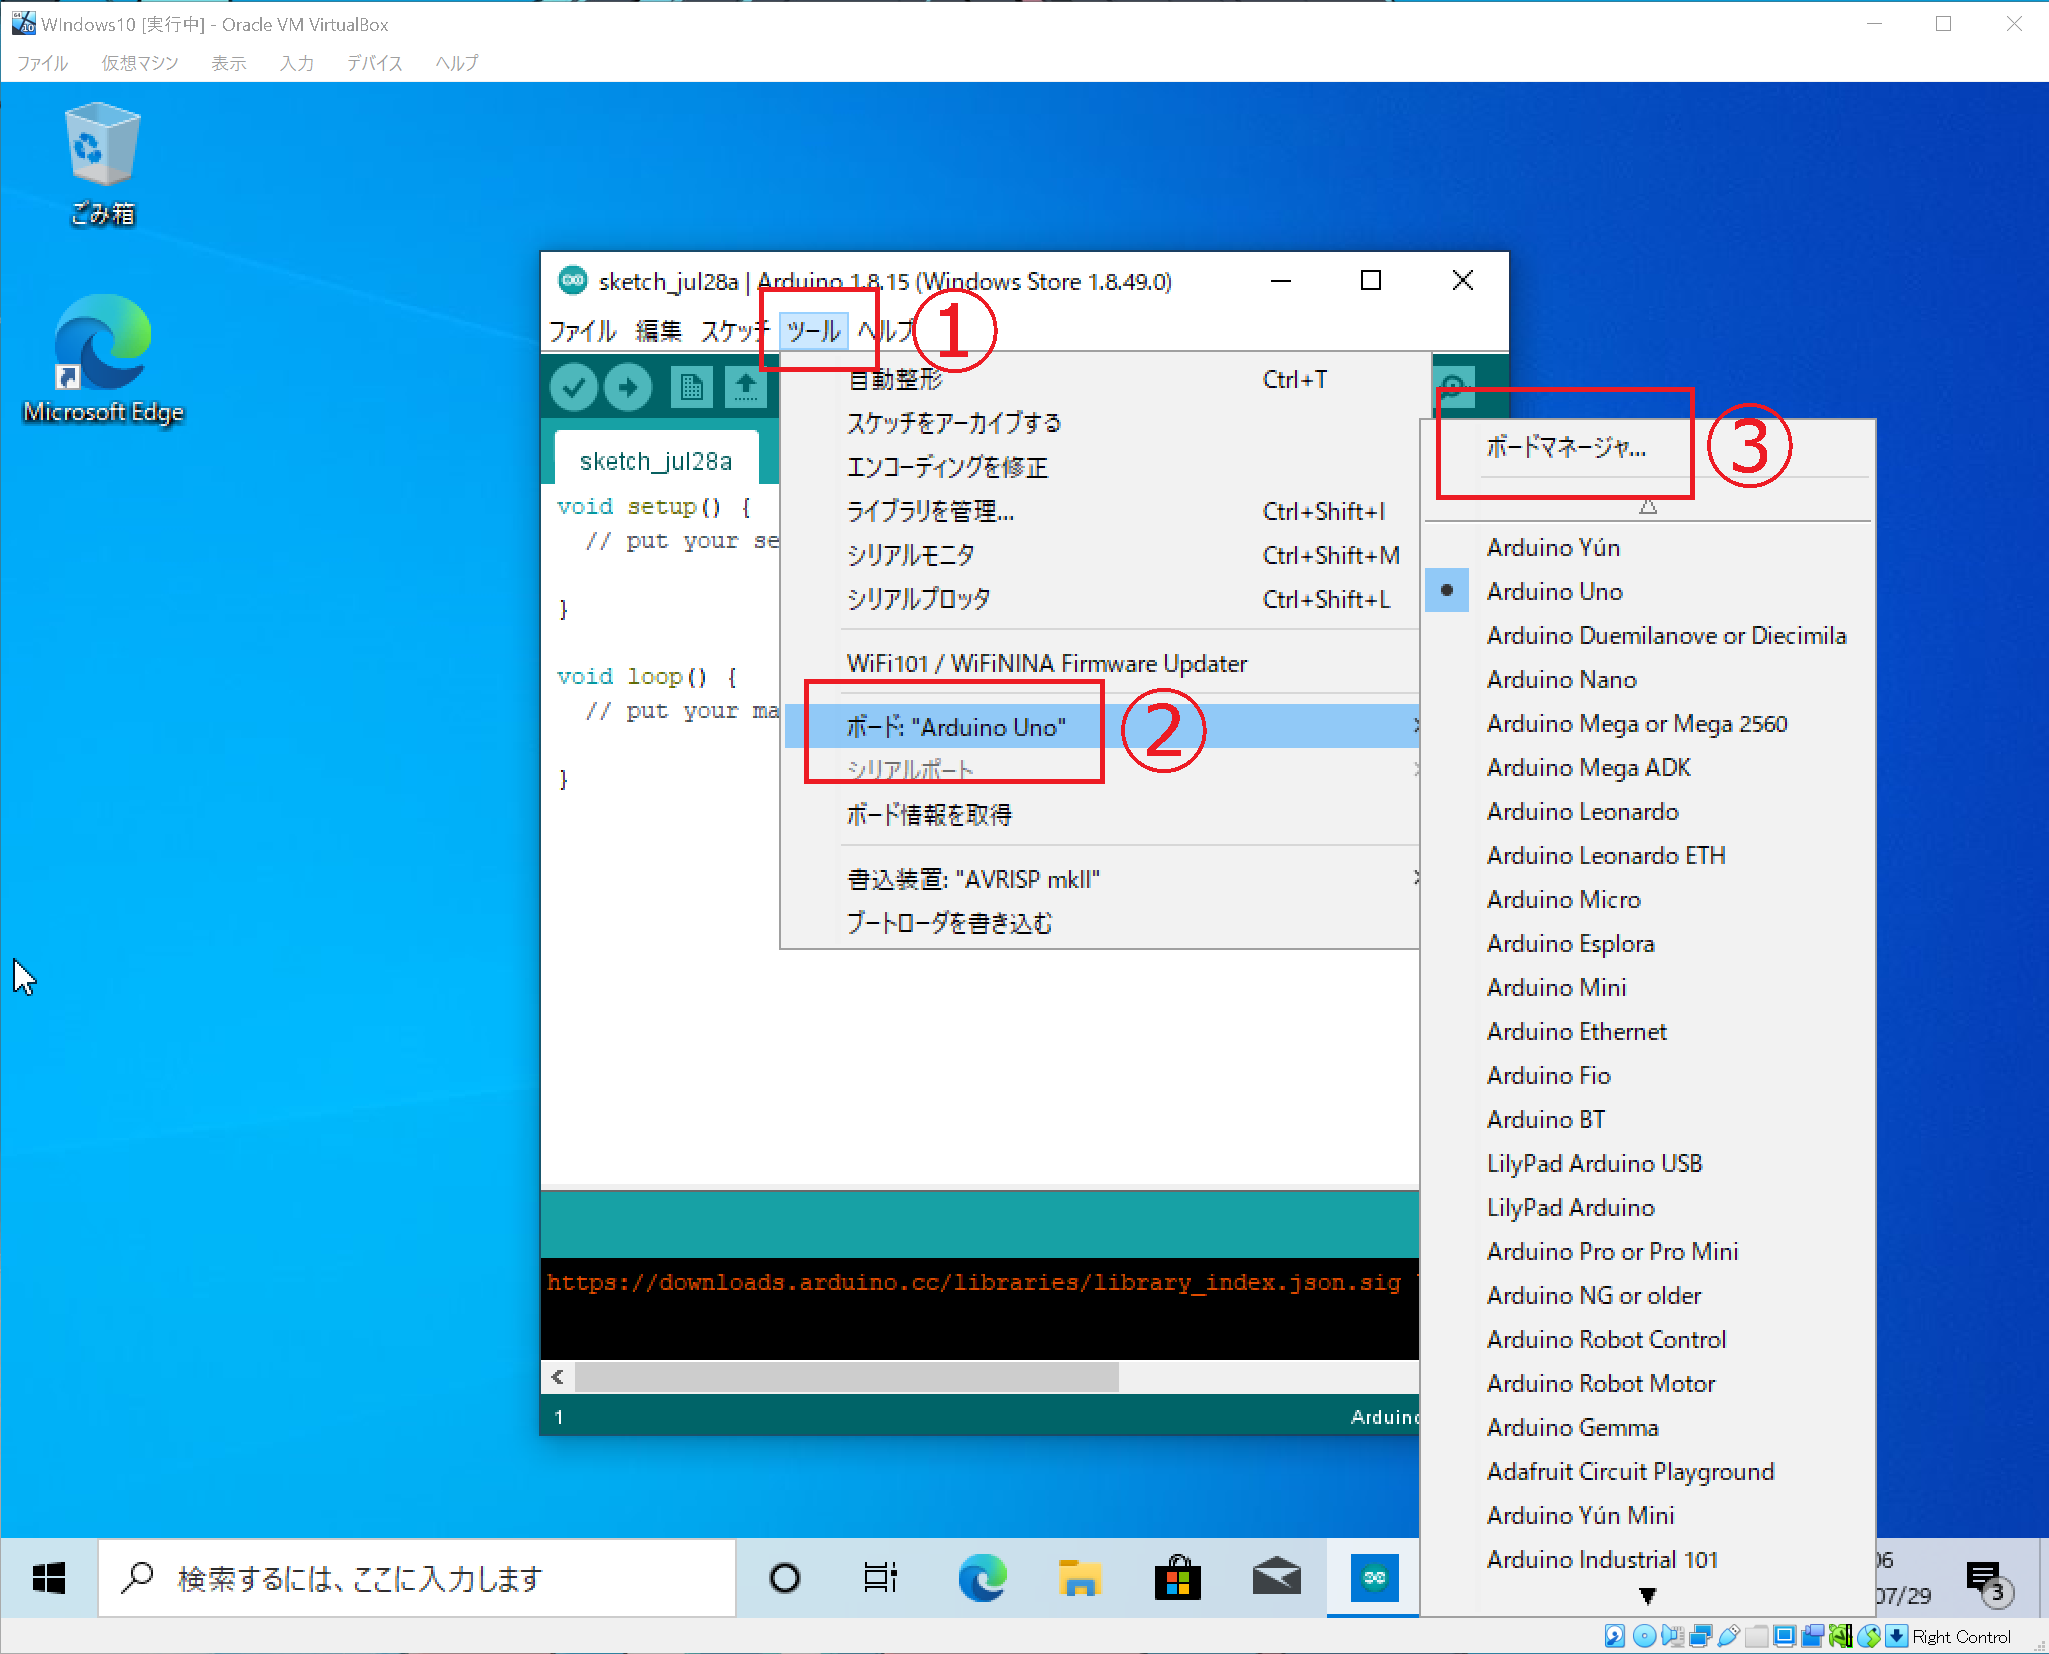 WIndows10 [実行中] - Oracle VM VirtualBox
ファイル 仮想マシン 表示 入力 デバイス ヘルプ
ごみ箱
Microsoft Edge
sketch_jul28a | Arduino 1.8.15 (Windows Store 1.8.49.0)
ファイル 編集 スケッチ ツール ヘルプ
①
sketch_jul28a
void setup() {
// put your se
}
void loop() {
// put your ma
}
自動整形 Ctrl+T
スケッチをアーカイブする
エンコーディングを修正
ライブラリを管理... Ctrl+Shift+I
シリアルモニタ Ctrl+Shift+M
シリアルプロッタ Ctrl+Shift+L
WiFi101 / WiFiNINA Firmware Updater
ボード: "Arduino Uno"
②
シリアルポート
ボード情報を取得
書込装置: "AVRISP mkII"
ブートローダを書き込む
ボードマネージャ...
③
Arduino Yún
Arduino Uno
Arduino Duemilanove or Diecimila
Arduino Nano
Arduino Mega or Mega 2560
Arduino Mega ADK
Arduino Leonardo
Arduino Leonardo ETH
Arduino Micro
Arduino Esplora
Arduino Mini
Arduino Ethernet
Arduino Fio
Arduino BT
LilyPad Arduino USB
LilyPad Arduino
Arduino Pro or Pro Mini
Arduino NG or older
Arduino Robot Control
Arduino Robot Motor
Arduino Gemma
Adafruit Circuit Playground
Arduino Yún Mini
Arduino Industrial 101
https://downloads.arduino.cc/libraries/library_index.json.sig
1 Arduino
検索するには、ここに入力します
06
07/29
3
Right Control